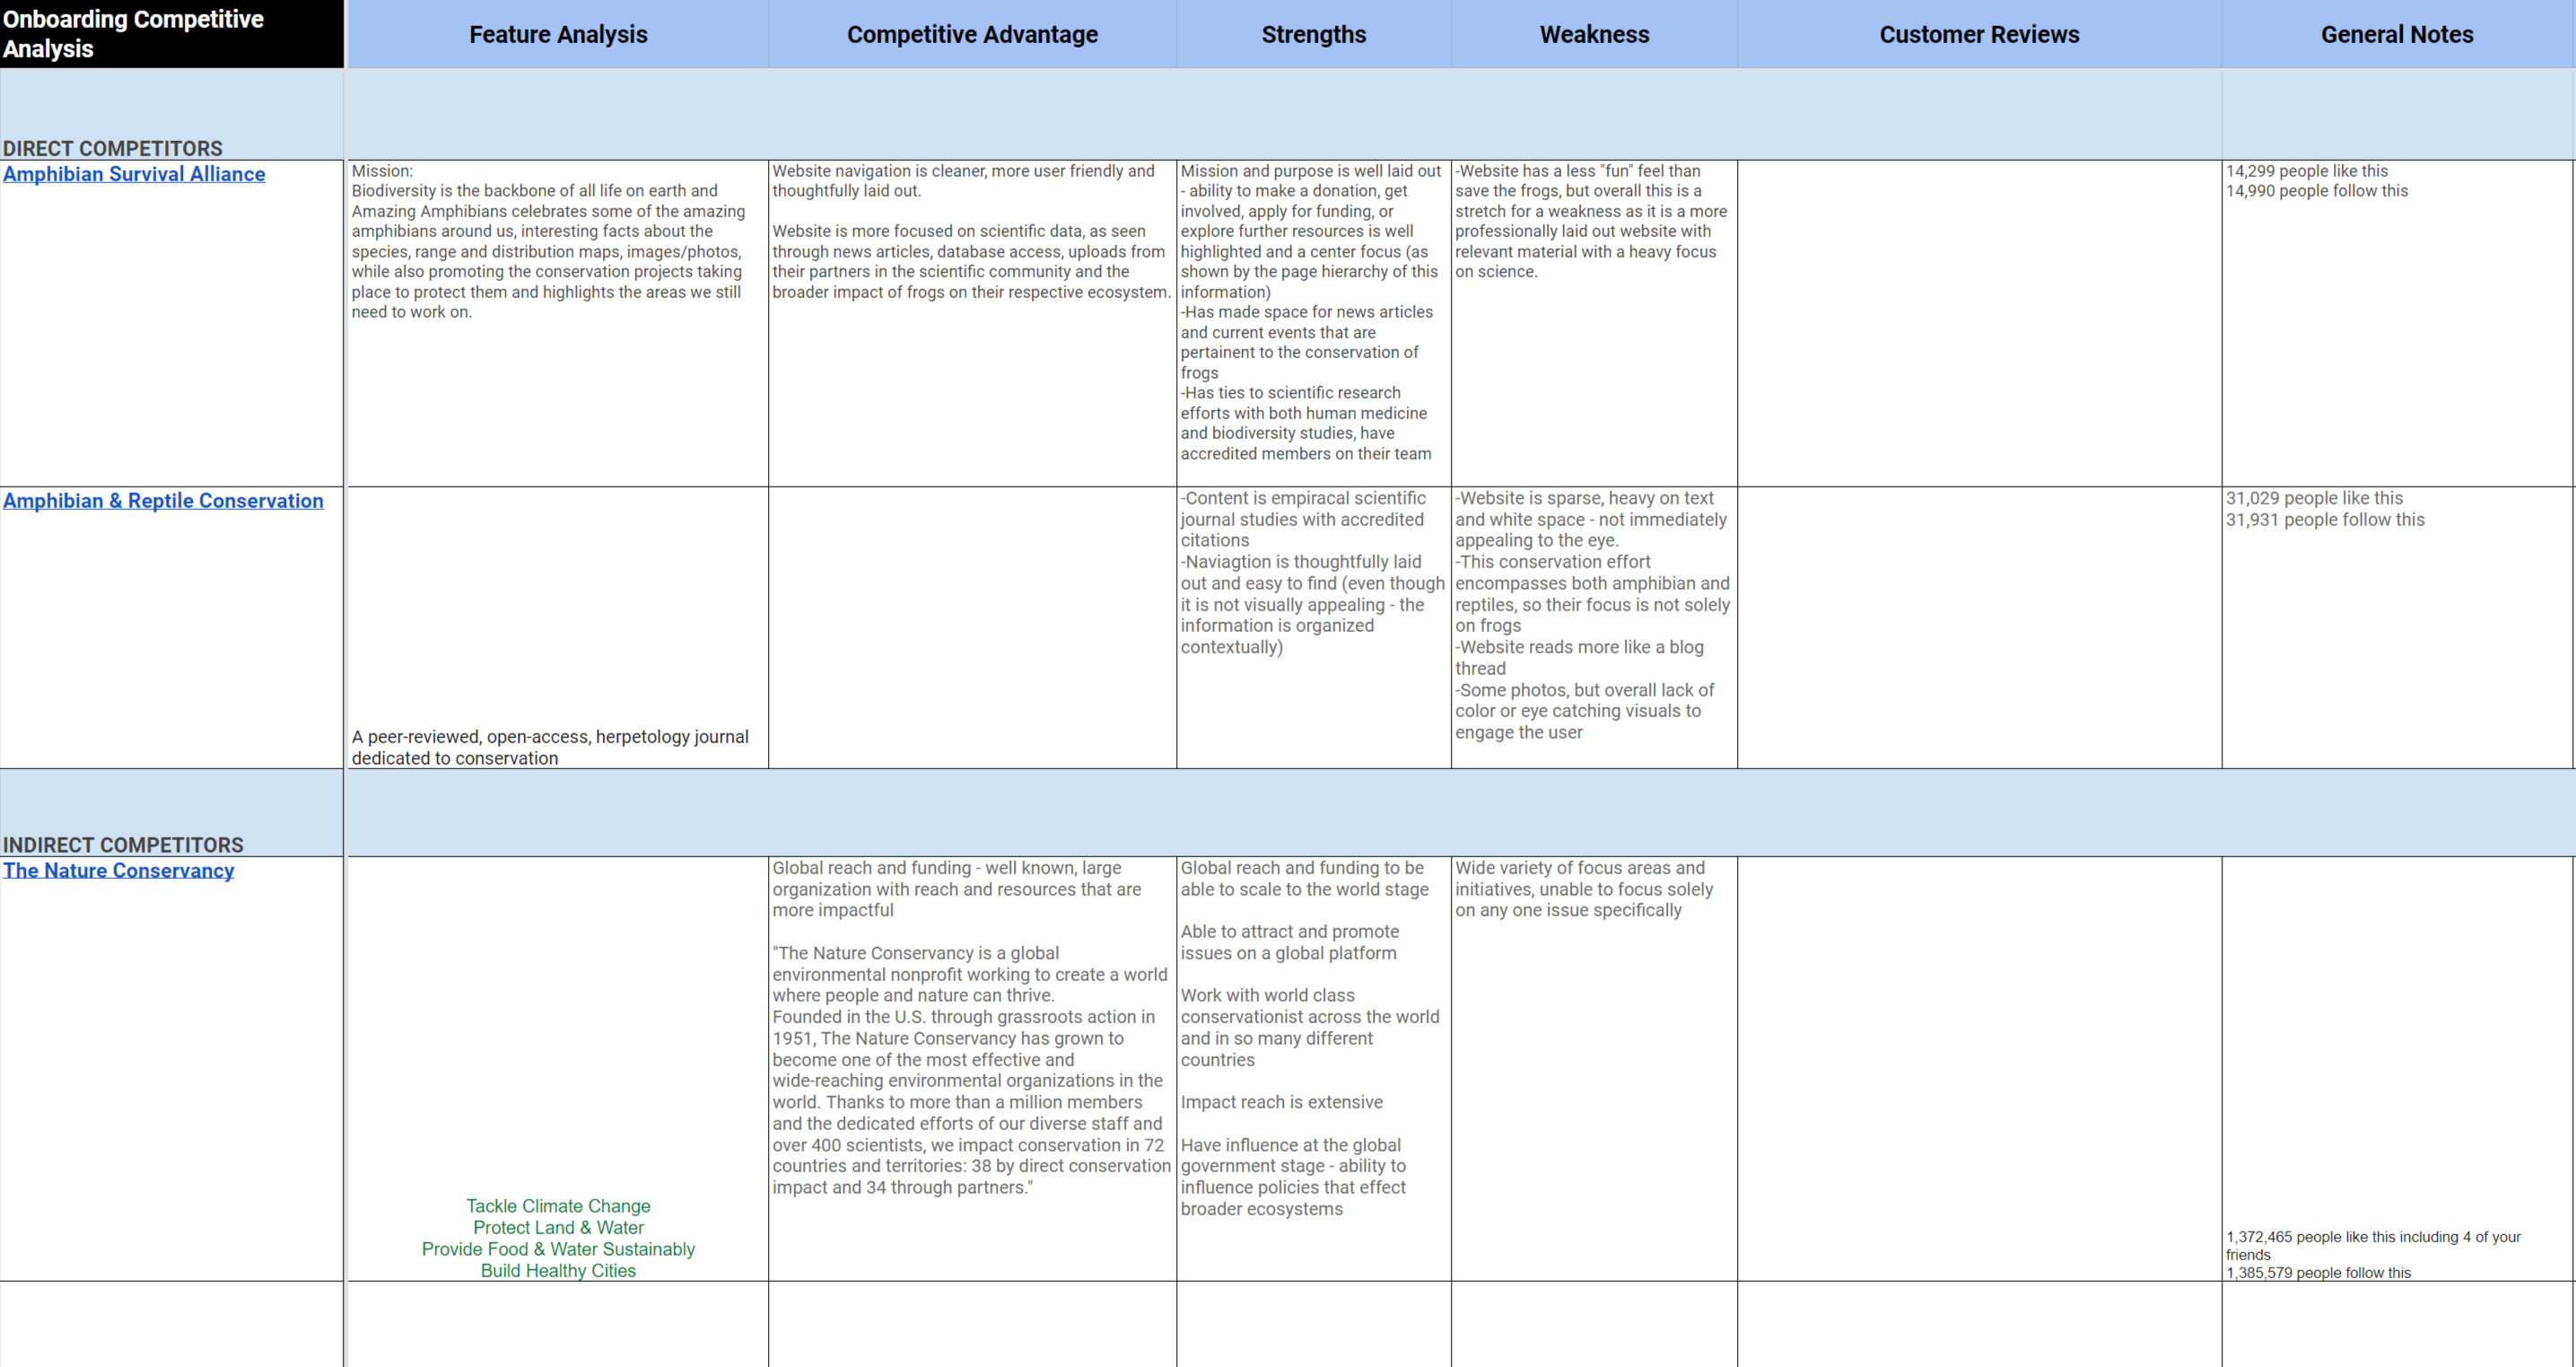 Onboarding Competitive
Analysis
Feature Analysis
Competitive Advantage
Strengths
Weakness
Customer Reviews
General Notes
DIRECT COMPETITORS
Amphibian Survival Alliance
Mission:
Biodiversity is the backbone of all life on earth and
Amazing Amphibians celebrates some of the amazing
amphibians around us, interesting facts about the
species, range and distribution maps, images/photos,
while also promoting the conservation projects taking
place to protect them and highlights the areas we still
need to work on.
Website navigation is cleaner, more user friendly and
thoughtfully laid out.
Website is more focused on scientific data, as seen
through news articles, database access, uploads from
their partners in the scientific community and the
broader impact of frogs on their respective ecosystem.
Mission and purpose is well laid out
- ability to make a donation, get
involved, apply for funding, or
explore further resources is well
highlighted and a center focus (as
shown by the page hierarchy of this
information)
-Has made space for news articles
and current events that are
pertainent to the conservation of
frogs
-Has ties to scientific research
efforts with both human medicine
and biodiversity studies, have
accredited members on their team
-Website has a less "fun" feel than
save the frogs, but overall this is a
stretch for a weakness as it is a more
professionally laid out website with
relevant material with a heavy focus
on science.
14,299 people like this
14,990 people follow this
Amphibian & Reptile Conservation
A peer-reviewed, open-access, herpetology journal
dedicated to conservation
-Content is empiracal scientific
journal studies with accredited
citations
-Naviagtion is thoughtfully laid
out and easy to find (even though
it is not visually appealing - the
information is organized
contextually)
-Website is sparse, heavy on text
and white space - not immediately
appealing to the eye.
-This conservation effort
encompasses both amphibian and
reptiles, so their focus is not solely
on frogs
-Website reads more like a blog
thread
-Some photos, but overall lack of
color or eye catching visuals to
engage the user
31,029 people like this
31,931 people follow this
INDIRECT COMPETITORS
The Nature Conservancy
Tackle Climate Change
Protect Land & Water
Provide Food & Water Sustainably
Build Healthy Cities
Global reach and funding - well known, large
organization with reach and resources that are
more impactful
"The Nature Conservancy is a global
environmental nonprofit working to create a world
where people and nature can thrive.
Founded in the U.S. through grassroots action in
1951, The Nature Conservancy has grown to
become one of the most effective and
wide-reaching environmental organizations in the
world. Thanks to more than a million members
and the dedicated efforts of our diverse staff and
over 400 scientists, we impact conservation in 72
countries and territories: 38 by direct conservation
impact and 34 through partners."
Global reach and funding to be
able to scale to the world stage
Able to attract and promote
issues on a global platform
Work with world class
conservationist across the world
and in so many different
countries
Impact reach is extensive
Have influence at the global
government stage - ability to
influence policies that effect
broader ecosystems
Wide variety of focus areas and
initiatives, unable to focus solely
on any one issue specifically
1,372,465 people like this including 4 of your
friends
1,385,579 people follow this